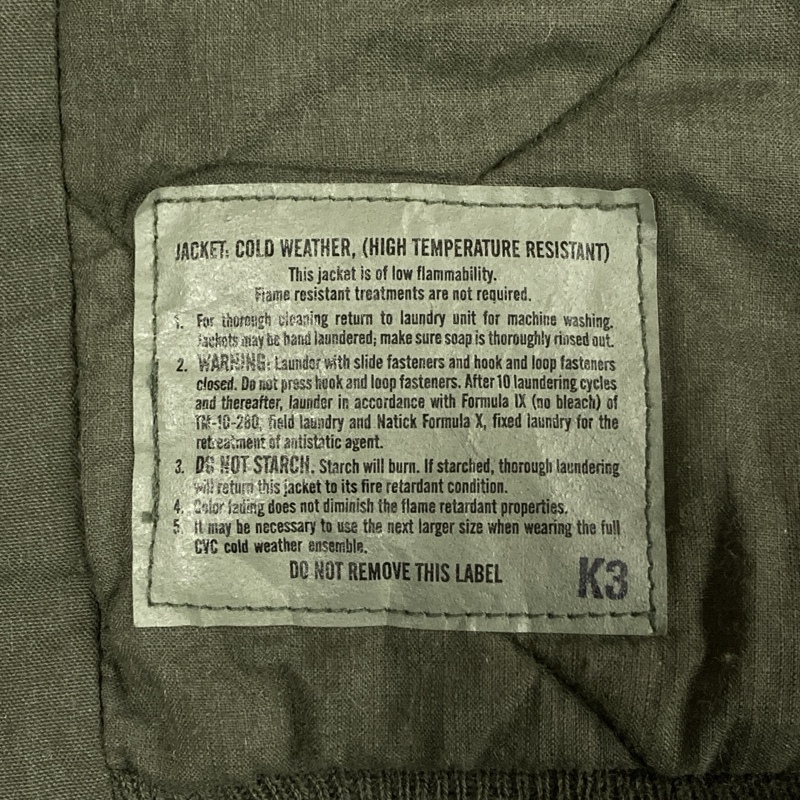 JACKET: COLD WEATHER, (HIGH TEMPERATURE RESISTANT)
This jacket is of low flammability.
Flame resistant treatments are not required.
1. For thorough cleaning return to laundry unit for machine washing.
Jackets may be hand laundered; make sure soap is thoroughly rinsed out.
2. WARNING: Launder with slide fasteners and hook and loop fasteners
closed. Do not press hook and loop fasteners. After 10 laundering cycles
and thereafter, launder in accordance with Formula IX (no bleach) of
TM-10-280, field laundry and Natick Formula X, fixed laundry for the
retreatment of antistatic agent.
3. DO NOT STARCH. Starch will burn. If starched, thorough laundering
will return this jacket to its fire retardant condition.
4. Color fading does not diminish the flame retardant properties.
5. It may be necessary to use the next larger size when wearing the full
CVC cold weather ensemble.
DO NOT REMOVE THIS LABEL
K3